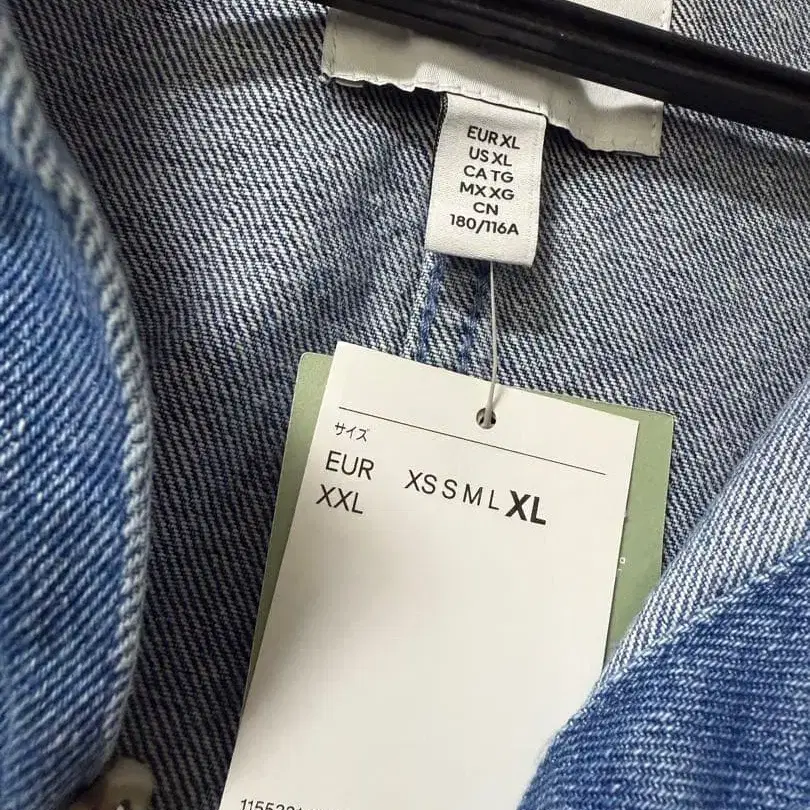 EUR XL
US XL
CA TG
MX XG
CN
180/116A
サイズ
EUR XS S M L XL
XXL